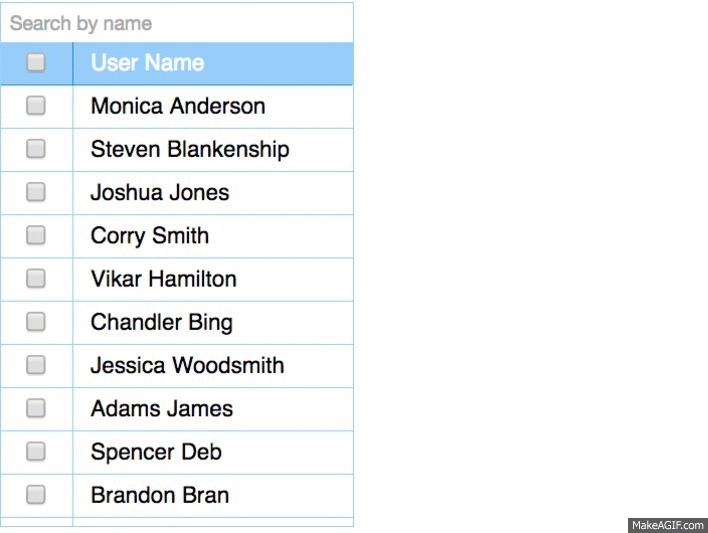 Search by name
User Name
Monica Anderson
Steven Blankenship
Joshua Jones
Corry Smith
Vikar Hamilton
Chandler Bing
Jessica Woodsmith
Adams James
Spencer Deb
Brandon Bran
MakeAGIF.com